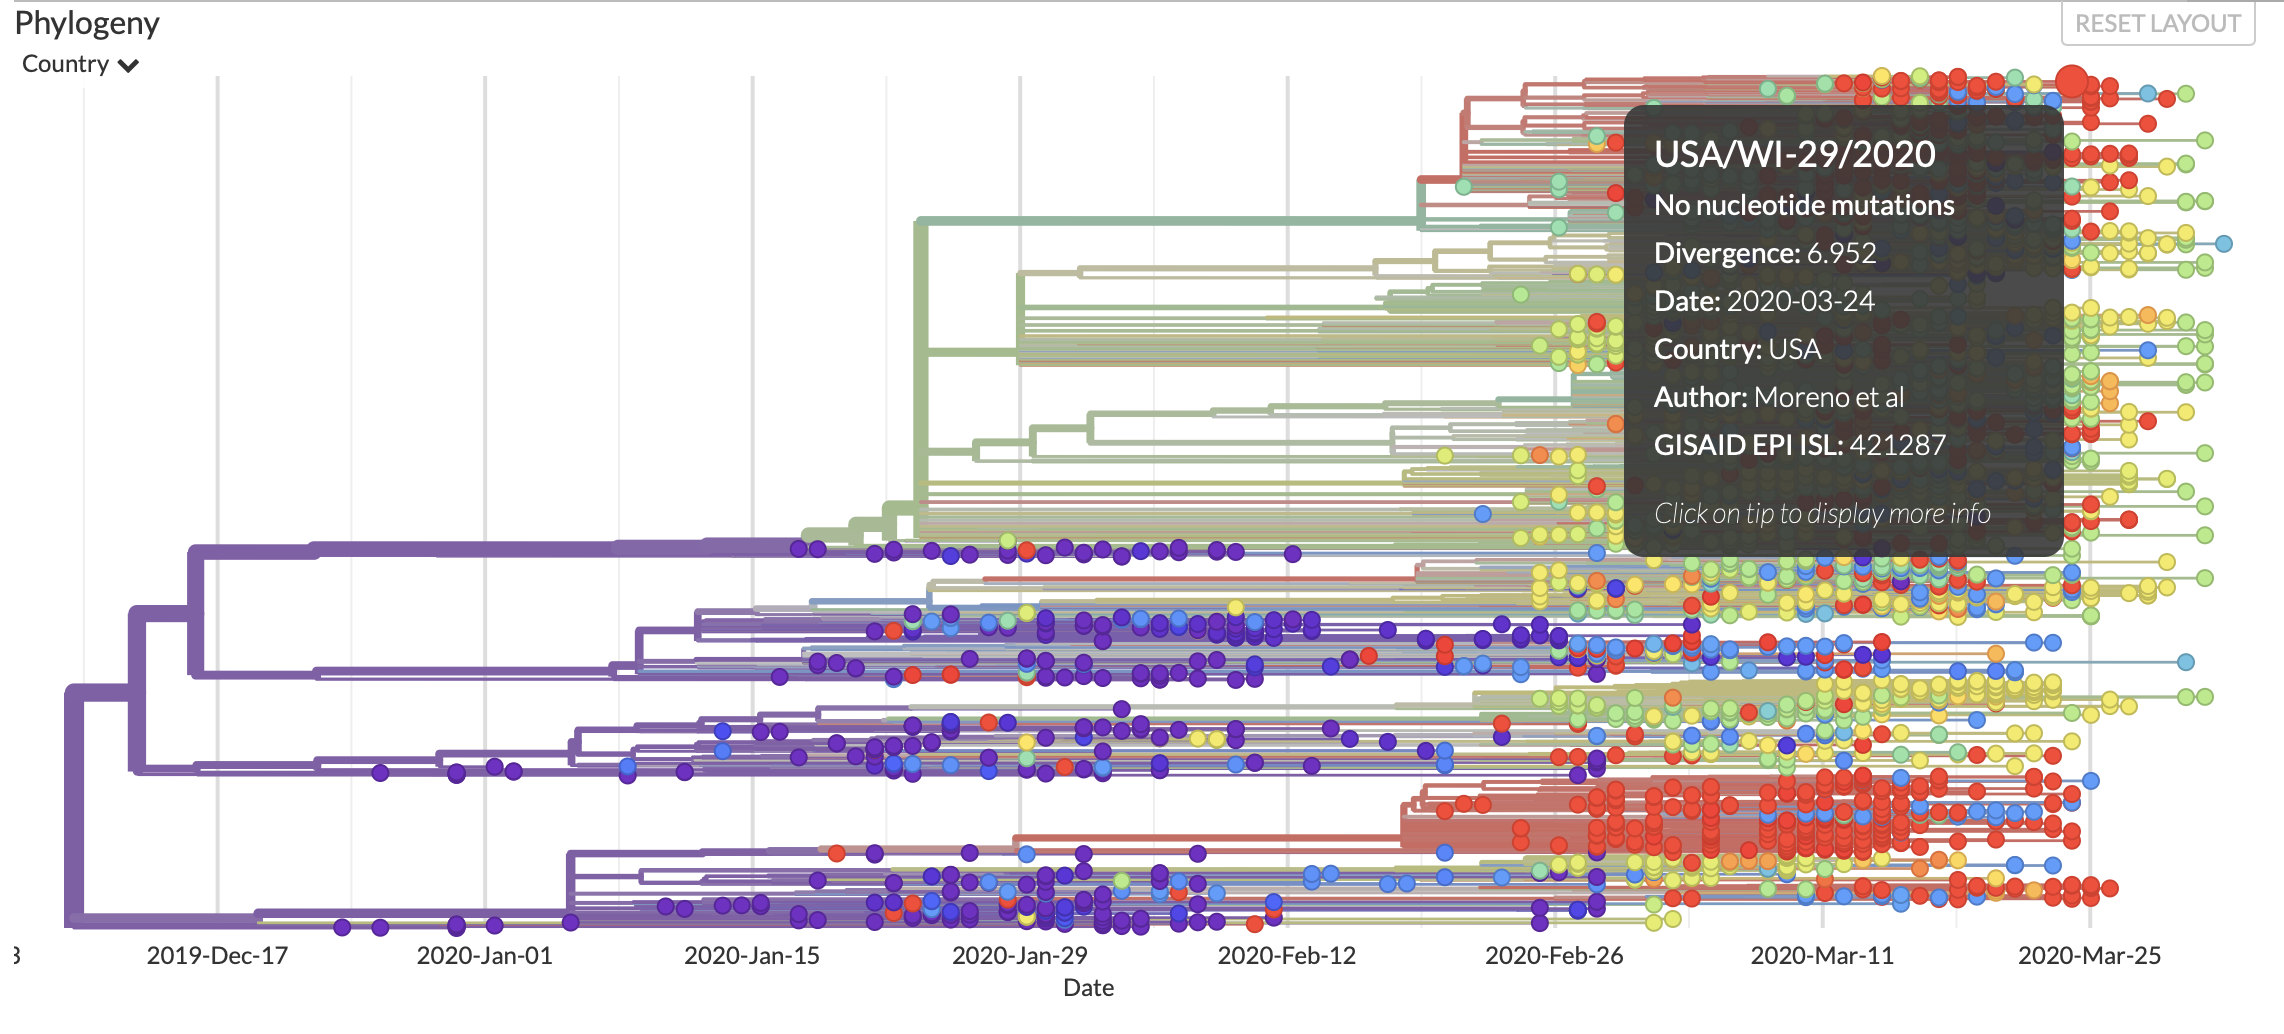 Phylogeny
RESET LAYOUT
Country
USA/WI-29/2020
No nucleotide mutations
Divergence: 6.952
Date: 2020-03-24
Country: USA
Author: Moreno et al
GISAID EPI ISL: 421287
Click on tip to display more info
2019-Dec-17
2020-Jan-01
2020-Jan-15
2020-Jan-29
2020-Feb-12
2020-Feb-26
2020-Mar-11
2020-Mar-25
Date